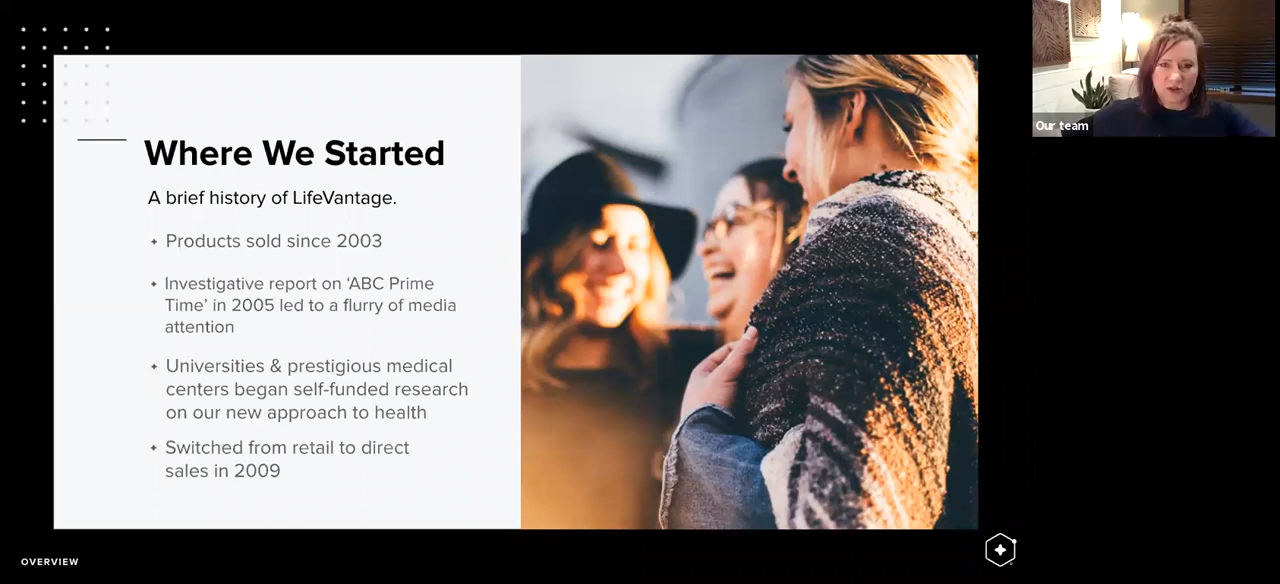 Our team
Where We Started
A brief history of LifeVantage.
Products sold since 2003
Investigative report on ‘ABC Prime
Time’ in 2005 led to a flurry of media
attention
Universities & prestigious medical
centers began self-funded research
on our new approach to health
Switched from retail to direct
sales in 2009
OVERVIEW